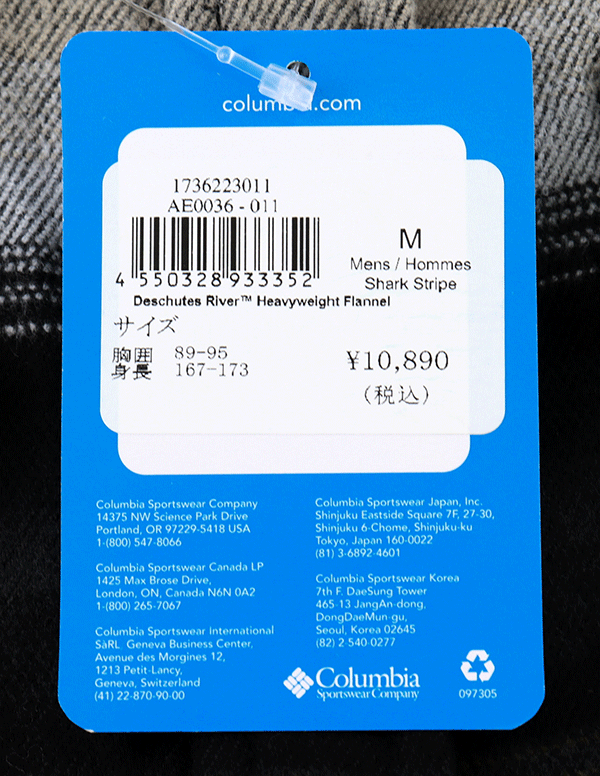 columbia.com
1736223011
AE0036 - 011
4 550328 933352
M
Mens / Hommes
Shark Stripe
Deschutes River™ Heavyweight Flannel
サイズ
胸囲 89-95
身長 167-173
¥10,890
(税込)
Columbia Sportswear Company
14375 NW Science Park Drive
Portland, OR 97229-5418 USA
1-(800) 547-8066
Columbia Sportswear Canada LP
1425 Max Brose Drive,
London, ON, Canada N6N 0A2
1-(800) 265-7067
Columbia Sportswear International
SàRL Geneva Business Center,
Avenue des Morgines 12,
1213 Petit-Lancy,
Geneva, Switzerland
(41) 22-870-90-00
Columbia Sportswear Japan, Inc.
Shinjuku Eastside Square 7F, 27-30,
Shinjuku 6-Chome, Shinjuku-ku
Tokyo, Japan 160-0022
(81) 3-6892-4601
Columbia Sportswear Korea
7th F. DaeSung Tower
465-13 JangAn-dong,
DongDaeMun-gu,
Seoul, Korea 02645
(82) 2-540-0277
Columbia
Sportswear Company
097305